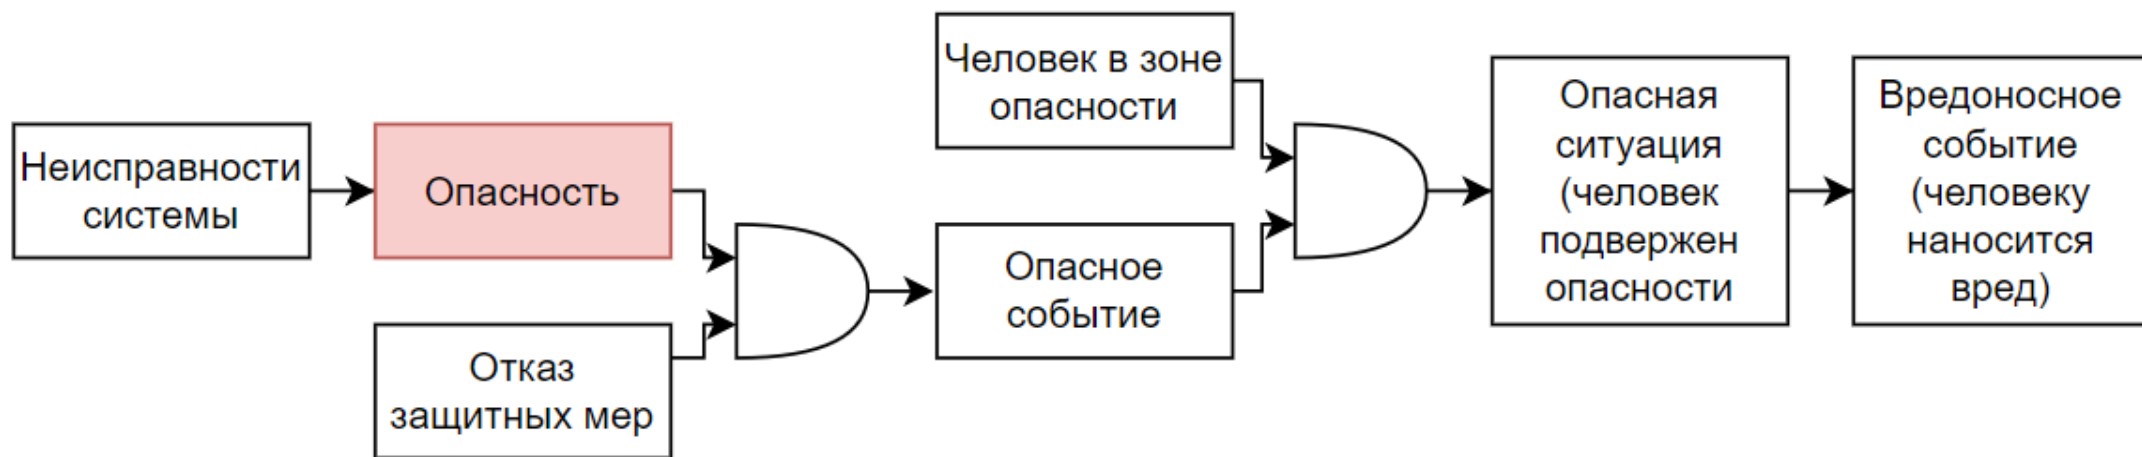 Неисправности
системы
Опасность
Отказ
защитных мер
Человек в зоне
опасности
Опасное
событие
Опасная
ситуация
(человек
подвержен
опасности
Вредоносное
событие
(человеку
наносится
вред)